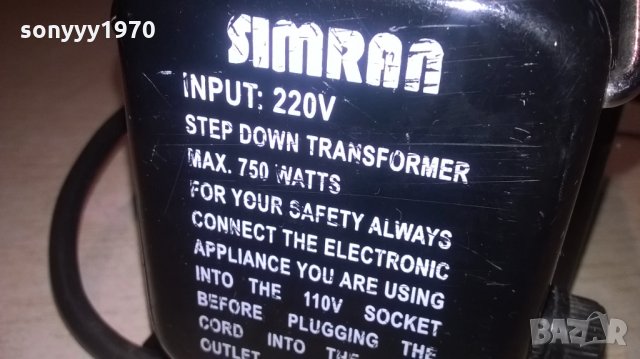 sonyyy1970
SIMRAN
INPUT: 220V
STEP DOWN TRANSFORMER
MAX. 750 WATTS
FOR YOUR SAFETY ALWAYS
CONNECT THE ELECTRONIC
APPLIANCE YOU ARE USING
INTO THE 110V SOCKET
BEFORE PLUGGING THE
CORD INTO THE
OUTLET
BAZAR